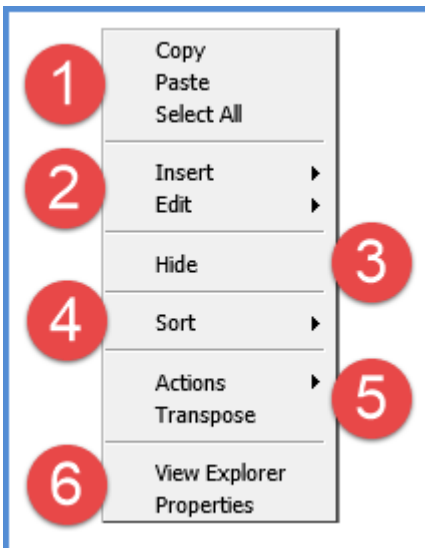 1
Copy
Paste
Select All
2
Insert
Edit
Hide
3
4
Sort
Actions
5
Transpose
6
View Explorer
Properties